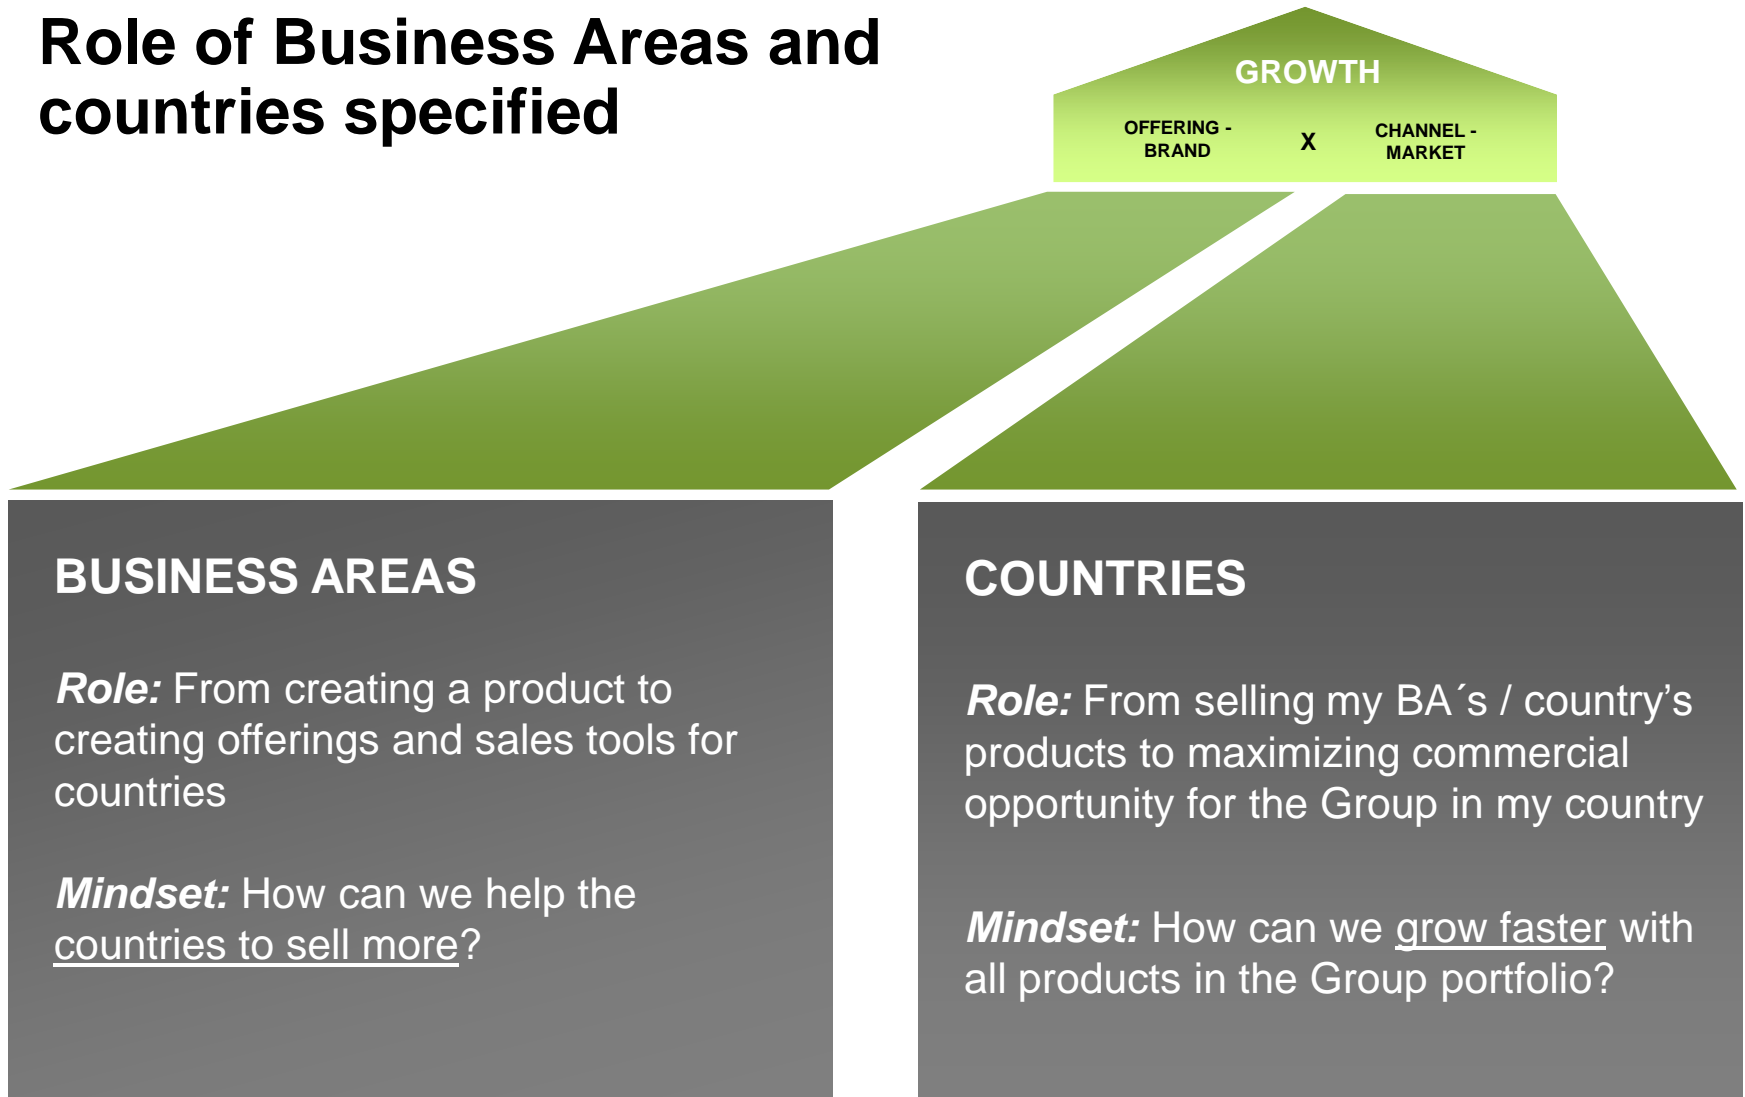 Role of Business Areas and
countries specified
GROWTH
OFFERING -
BRAND
X
CHANNEL -
MARKET
BUSINESS AREAS
Role: From creating a product to
creating offerings and sales tools for
countries
Mindset: How can we help the
countries to sell more?
COUNTRIES
Role: From selling my BA´s / country’s
products to maximizing commercial
opportunity for the Group in my country
Mindset: How can we grow faster with
all products in the Group portfolio?